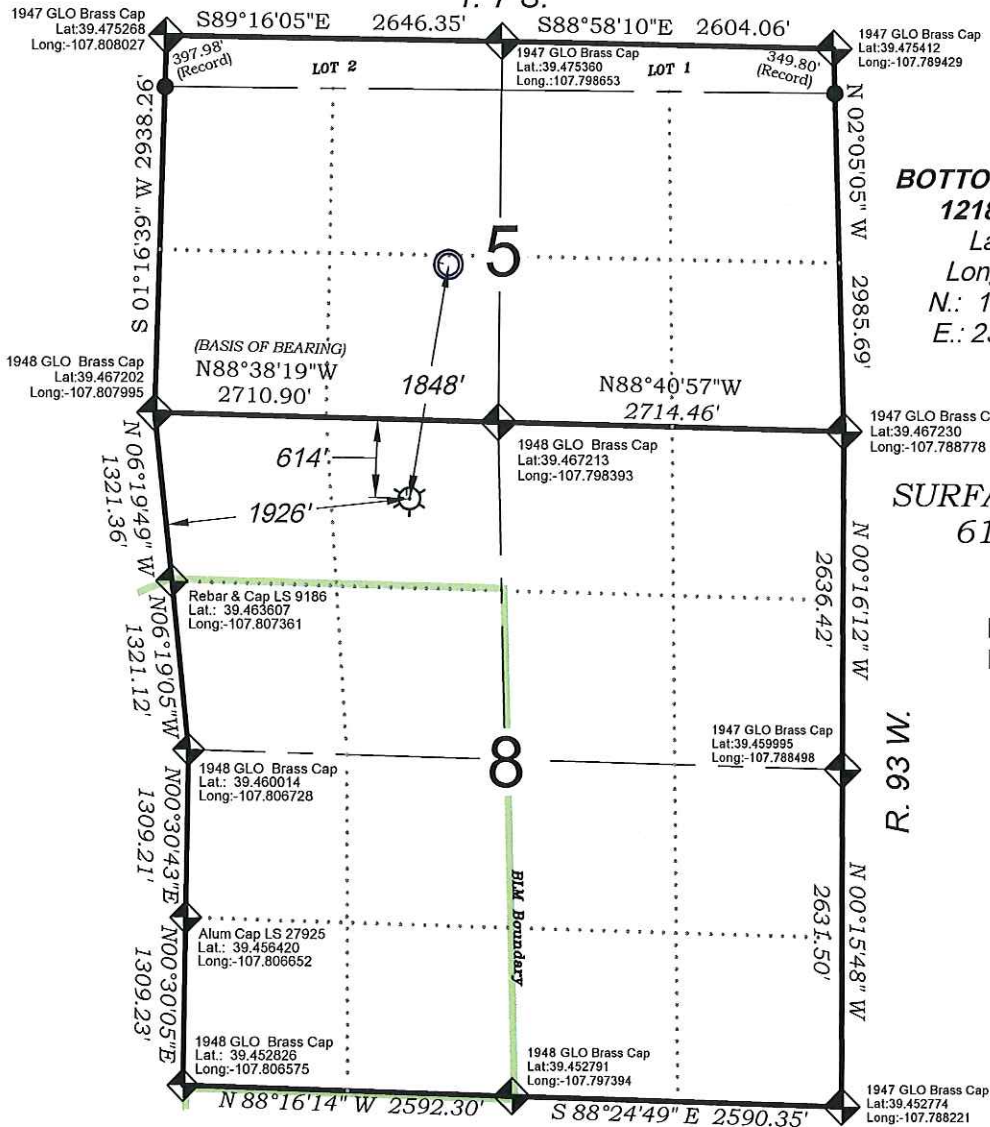 T. 7 S.
1947 GLO Brass Cap
Lat:39.475268
Long:-107.808027
S89°16'05"E 2646.35'
S88°58'10"E 2604.06'
1947 GLO Brass Cap
Lat:39.475412
Long:-107.789429
1947 GLO Brass Cap
Lat.:39.475360
Long.:107.798653
397.98'
(Record)
LOT 2
LOT 1
349.80'
(Record)
S 01°16'39" W 2938.26'
N 02°05'05" W 2985.69'
5
BOTTO
1218
La
Lon
N.: 1
E.: 2
1948 GLO Brass Cap
Lat:39.467202
Long:-107.807995
(BASIS OF BEARING)
N88°38'19"W
2710.90'
1848'
N88°40'57"W
2714.46'
1947 GLO Brass C
Lat:39.467230
Long:-107.788778
1948 GLO Brass Cap
Lat:39.467213
Long:-107.798393
614'
1926'
SURFA
61
N 06°19'49" W
1321.36'
Rebar & Cap LS 9186
Lat.: 39.463607
Long:-107.807361
N 00°16'12" W
2636.42'
N06°19'05"W
1321.12'
8
1948 GLO Brass Cap
Lat.: 39.460014
Long:-107.806728
1947 GLO Brass Cap
Lat:39.459995
Long:-107.788498
R. 93 W.
N00°30'43"E
1309.21'
BLM Boundary
Alum Cap LS 27925
Lat.: 39.456420
Long:-107.806652
N 00°15'48" W
2631.50'
N00°30'05"E
1309.23'
1948 GLO Brass Cap
Lat.: 39.452826
Long:-107.806575
1948 GLO Brass Cap
Lat:39.452791
Long:-107.797394
N 88°16'14" W 2592.30'
S 88°24'49" E 2590.35'
1947 GLO Brass Cap
Lat:39.452774
Long:-107.788221